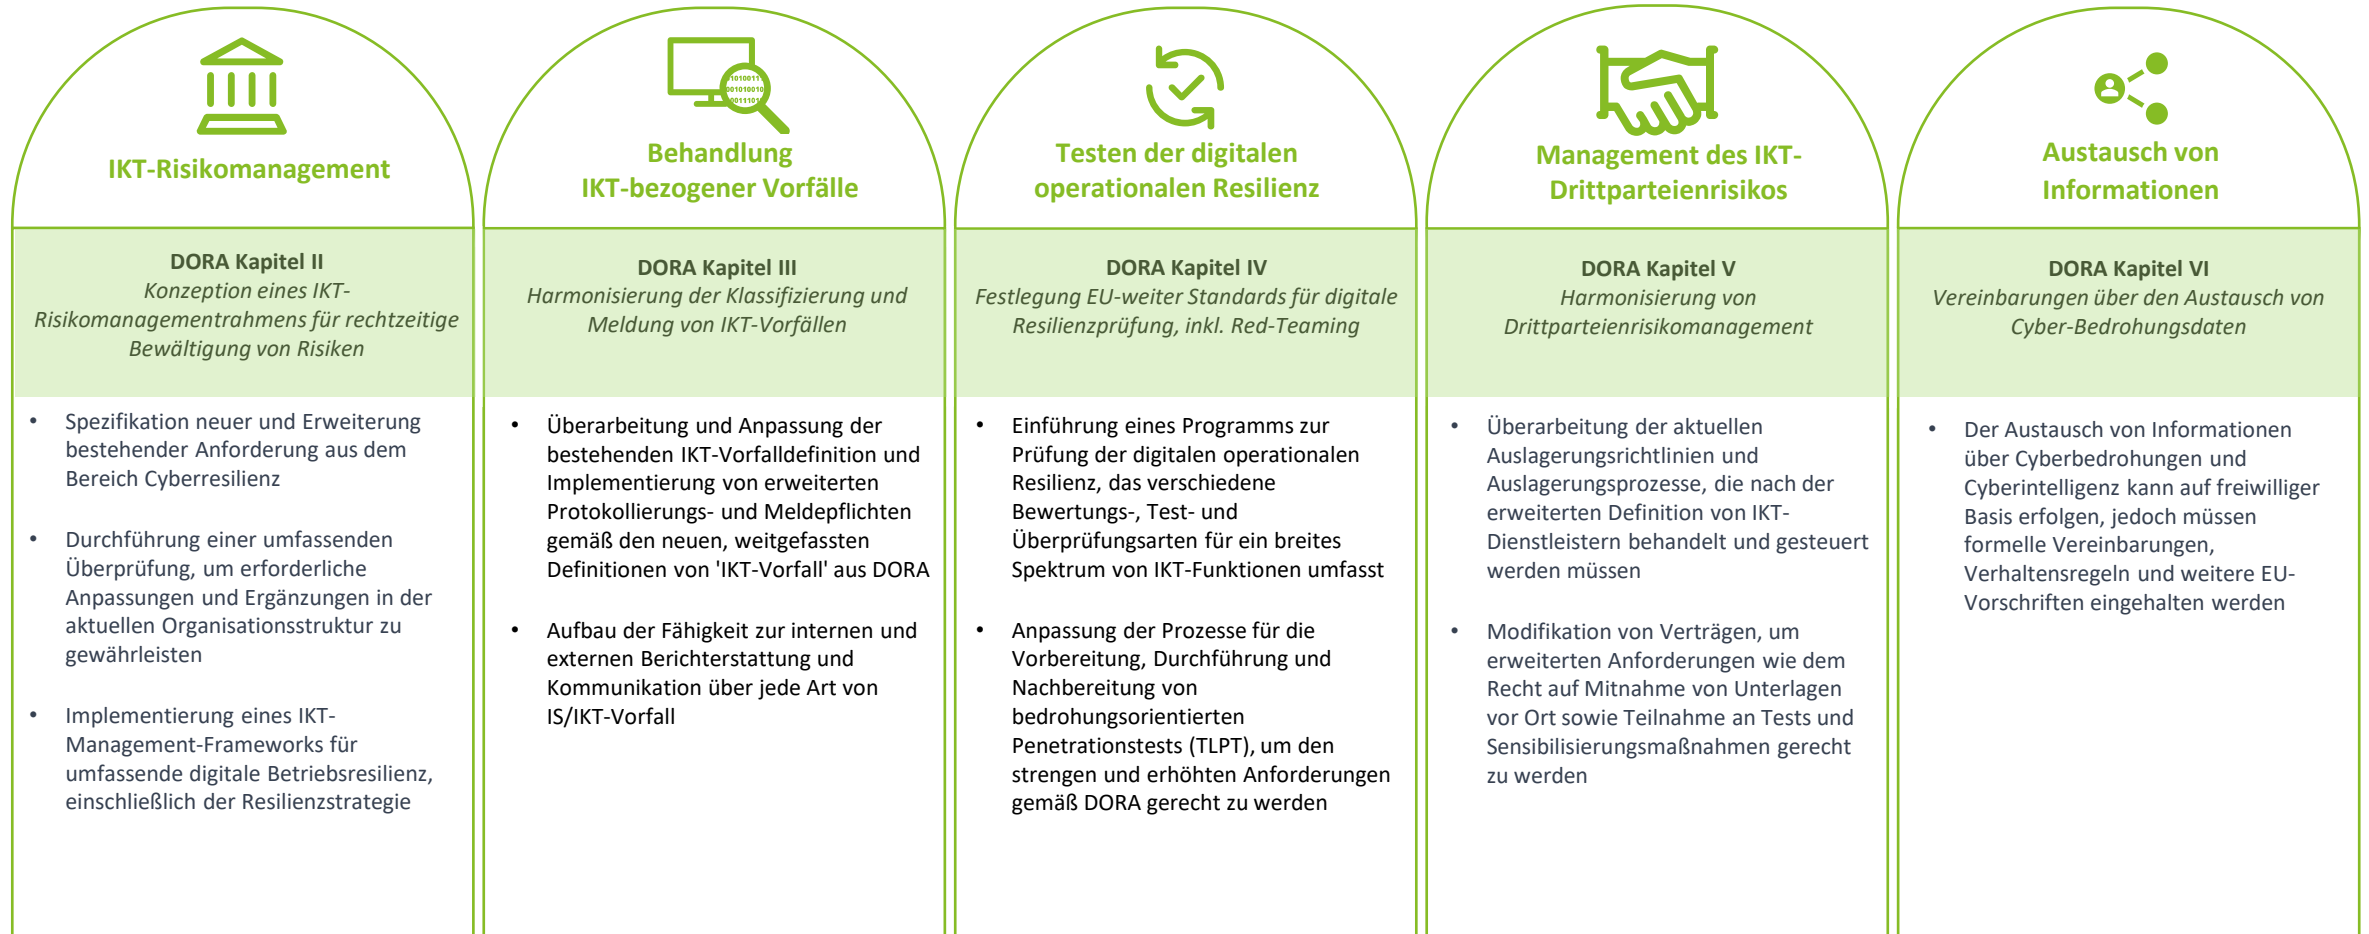 IKT-Risikomanagement
DORA Kapitel II
Konzeption eines IKT-
Risikomanagementrahmens für rechtzeitige
Bewältigung von Risiken
• Spezifikation neuer und Erweiterung
bestehender Anforderung aus dem
Bereich Cyberresilienz
• Durchführung einer umfassenden
Überprüfung, um erforderliche
Anpassungen und Ergänzungen in der
aktuellen Organisationsstruktur zu
gewährleisten
• Implementierung eines IKT-
Management-Frameworks für
umfassende digitale Betriebsresilienz,
einschließlich der Resilienzstrategie
Behandlung
IKT-bezogener Vorfälle
DORA Kapitel III
Harmonisierung der Klassifizierung und
Meldung von IKT-Vorfällen
• Überarbeitung und Anpassung der
bestehenden IKT-Vorfalldefinition und
Implementierung von erweiterten
Protokollierungs- und Meldepflichten
gemäß den neuen, weitgefassten
Definitionen von 'IKT-Vorfall' aus DORA
• Aufbau der Fähigkeit zur internen und
externen Berichterstattung und
Kommunikation über jede Art von
IS/IKT-Vorfall
Testen der digitalen
operationalen Resilienz
DORA Kapitel IV
Festlegung EU-weiter Standards für digitale
Resilienzprüfung, inkl. Red-Teaming
• Einführung eines Programms zur
Prüfung der digitalen operationalen
Resilienz, das verschiedene
Bewertungs-, Test- und
Überprüfungsarten für ein breites
Spektrum von IKT-Funktionen umfasst
• Anpassung der Prozesse für die
Vorbereitung, Durchführung und
Nachbereitung von
bedrohungsorientierten
Penetrationstests (TLPT), um den
strengen und erhöhten Anforderungen
gemäß DORA gerecht zu werden
Management des IKT-
Drittparteienrisikos
DORA Kapitel V
Harmonisierung von
Drittparteienrisikomanagement
• Überarbeitung der aktuellen
Auslagerungsrichtlinien und
Auslagerungsprozesse, die nach der
erweiterten Definition von IKT-
Dienstleistern behandelt und gesteuert
werden müssen
• Modifikation von Verträgen, um
erweiterten Anforderungen wie dem
Recht auf Mitnahme von Unterlagen
vor Ort sowie Teilnahme an Tests und
Sensibilisierungsmaßnahmen gerecht
zu werden
Austausch von
Informationen
DORA Kapitel VI
Vereinbarungen über den Austausch von
Cyber-Bedrohungsdaten
• Der Austausch von Informationen
über Cyberbedrohungen und
Cyberintelligenz kann auf freiwilliger
Basis erfolgen, jedoch müssen
formelle Vereinbarungen,
Verhaltensregeln und weitere EU-
Vorschriften eingehalten werden